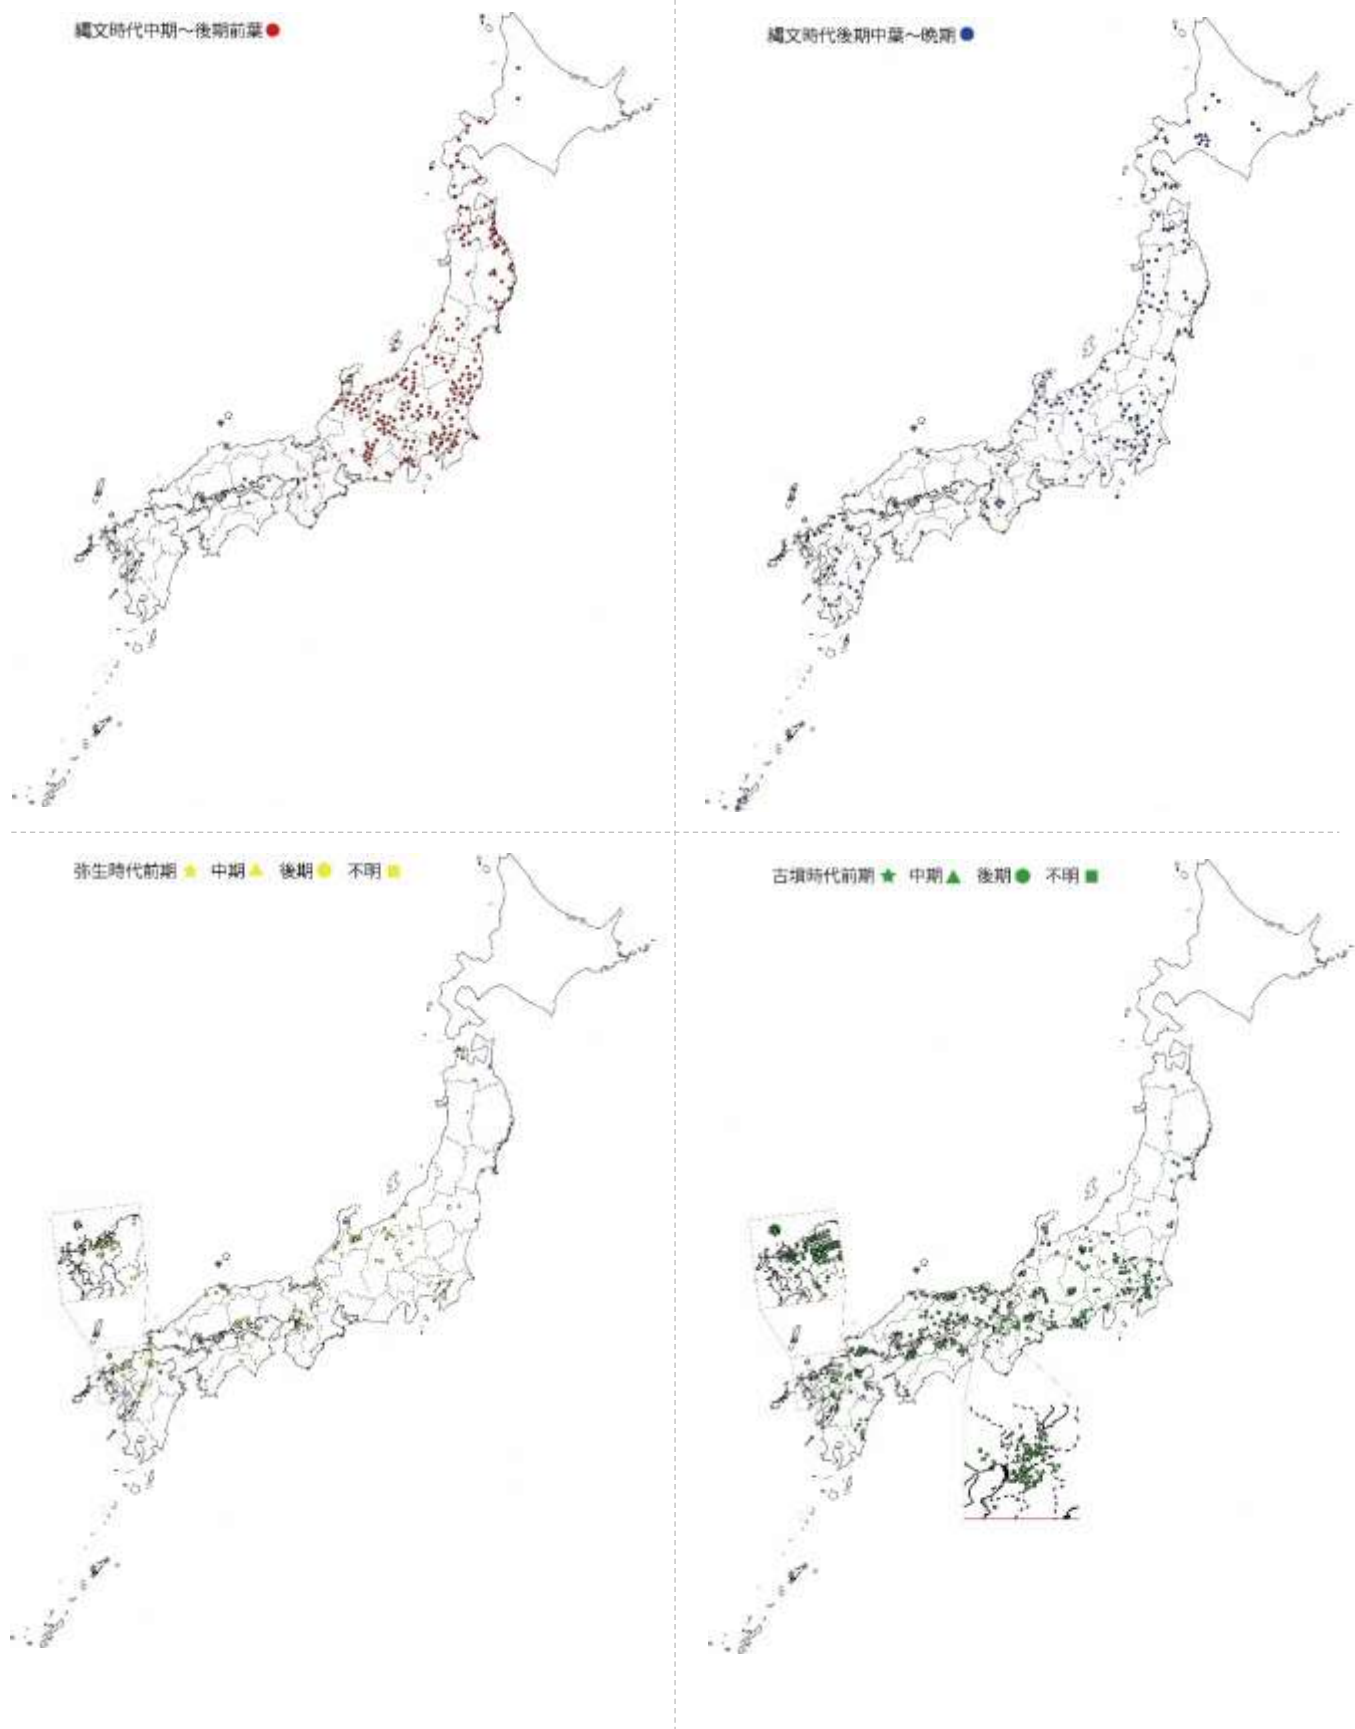 縄文時代中期～後期前葉●
縄文時代後期中葉～晩期●
弥生時代前期★ 中期▲ 後期● 不明■
古墳時代前期★ 中期▲ 後期● 不明■